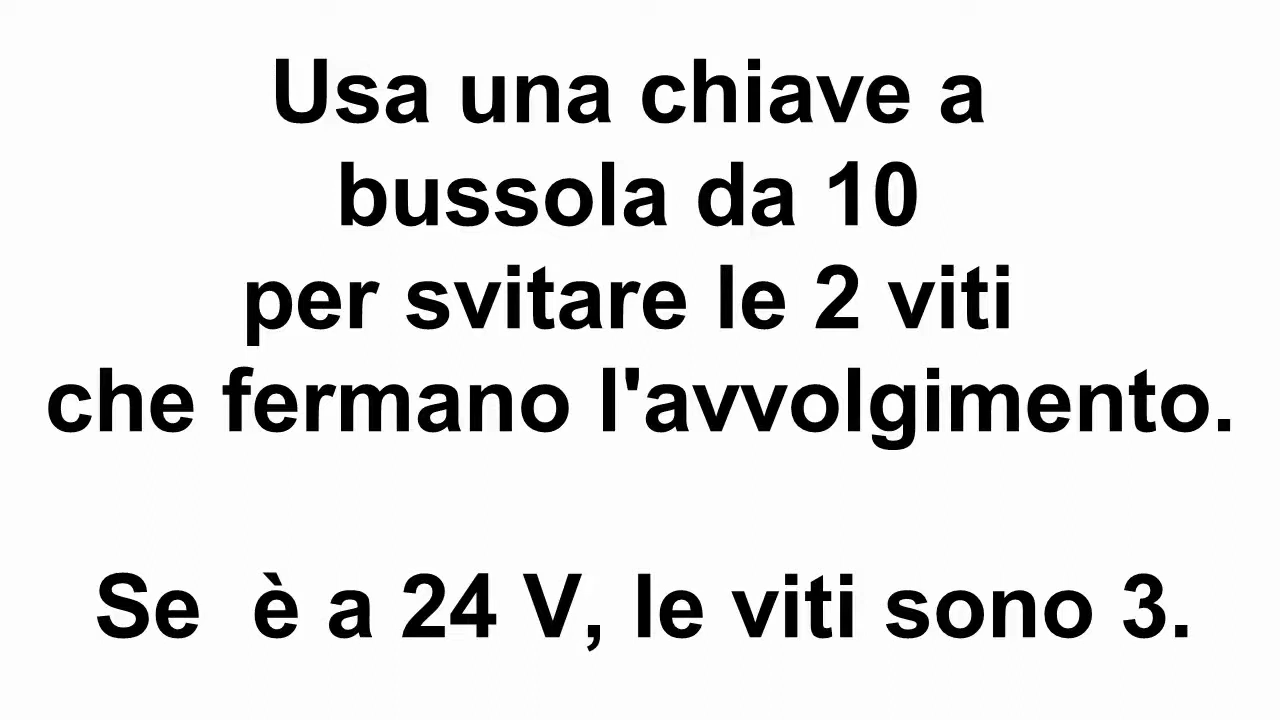 Usa una chiave a
bussola da 10
per svitare le 2 viti
che fermano l'avvolgimento.
Se  è a 24 V, le viti sono 3.